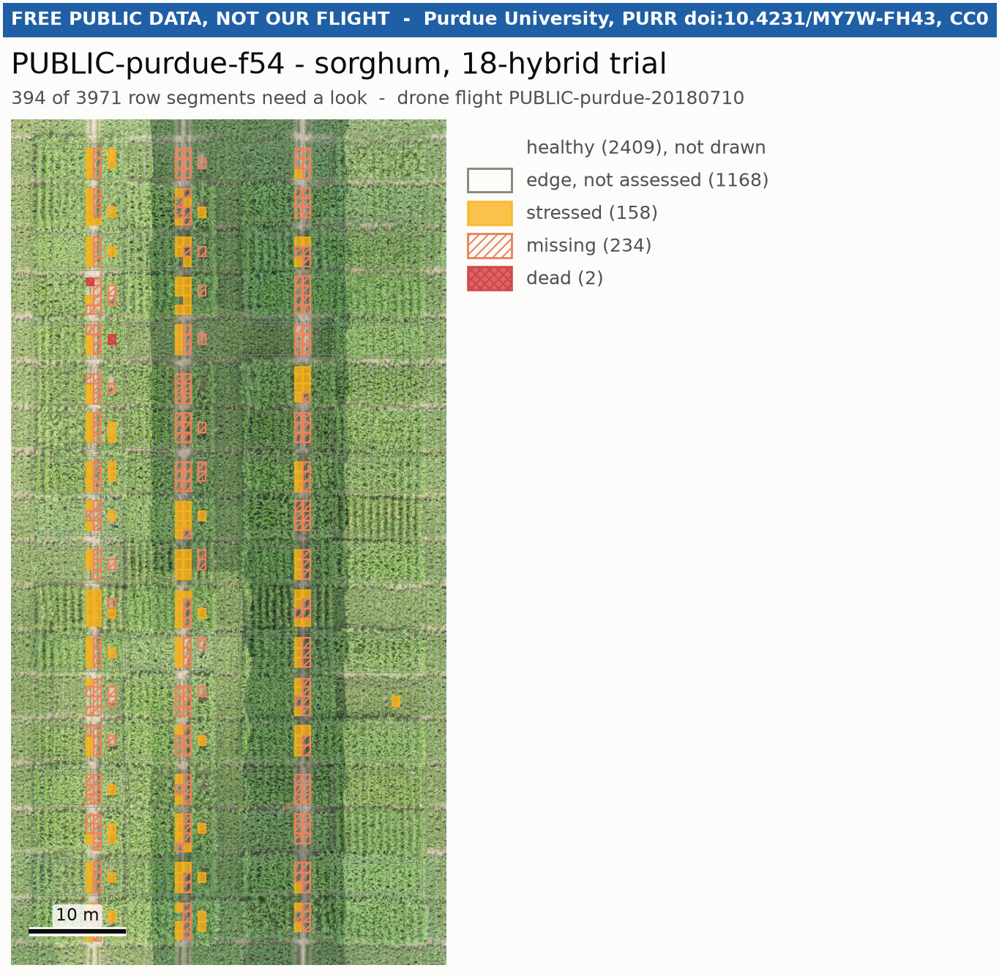 FREE PUBLIC DATA, NOT OUR FLIGHT - Purdue University, PURR doi:10.4231/MY7W-FH43, CC0
PUBLIC-purdue-f54 - sorghum, 18-hybrid trial
394 of 3971 row segments need a look - drone flight PUBLIC-purdue-20180710
healthy (2409), not drawn
edge, not assessed (1168)
stressed (158)
missing (234)
dead (2)
10 m